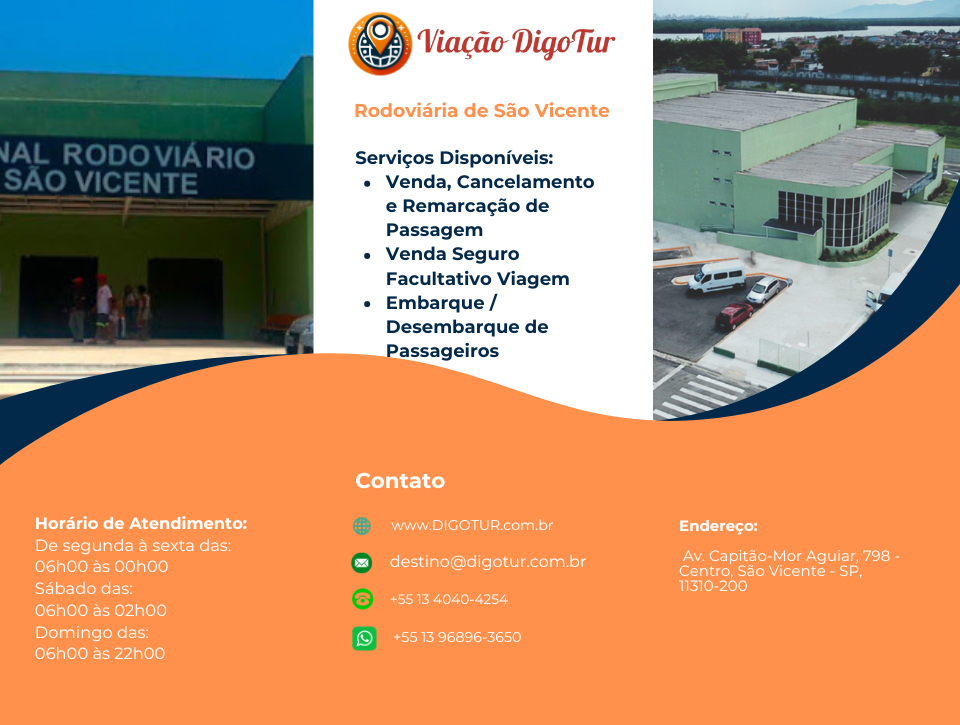 Viação DigoTur
Rodoviária de São Vicente
NAL RODOVIÁRIO
SÃO VICENTE
Serviços Disponíveis:
• Venda, Cancelamento
e Remarcação de
Passagem
• Venda Seguro
Facultativo Viagem
• Embarque /
Desembarque de
Passageiros
Horário de Atendimento:
De segunda à sexta das:
06h00 às 00h00
Sábado das:
06h00 às 02h00
Domingo das:
06h00 às 22h00
Contato
www.DIGOTUR.com.br
destino@digotur.com.br
+55 13 4040-4254
+55 13 96896-3650
Endereço:
Av. Capitão-Mor Aguiar, 798 -
Centro, São Vicente - SP,
11310-200